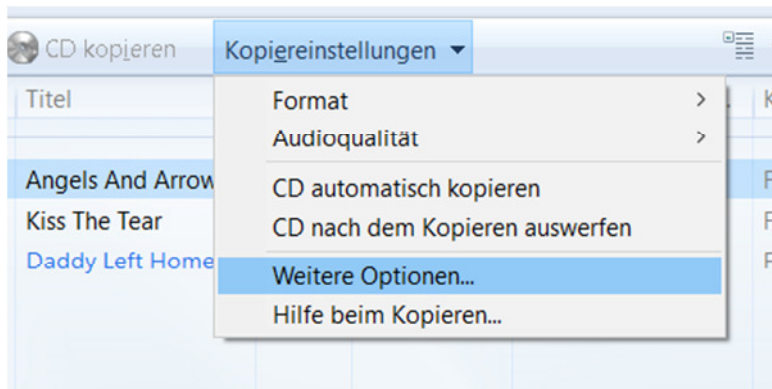 CD kopieren Kopiereinstellungen
Titel
Format
Audioqualität
Angels And Arrow
CD automatisch kopieren
Kiss The Tear
CD nach dem Kopieren auswerfen
Daddy Left Home
Weitere Optionen...
Hilfe beim Kopieren...